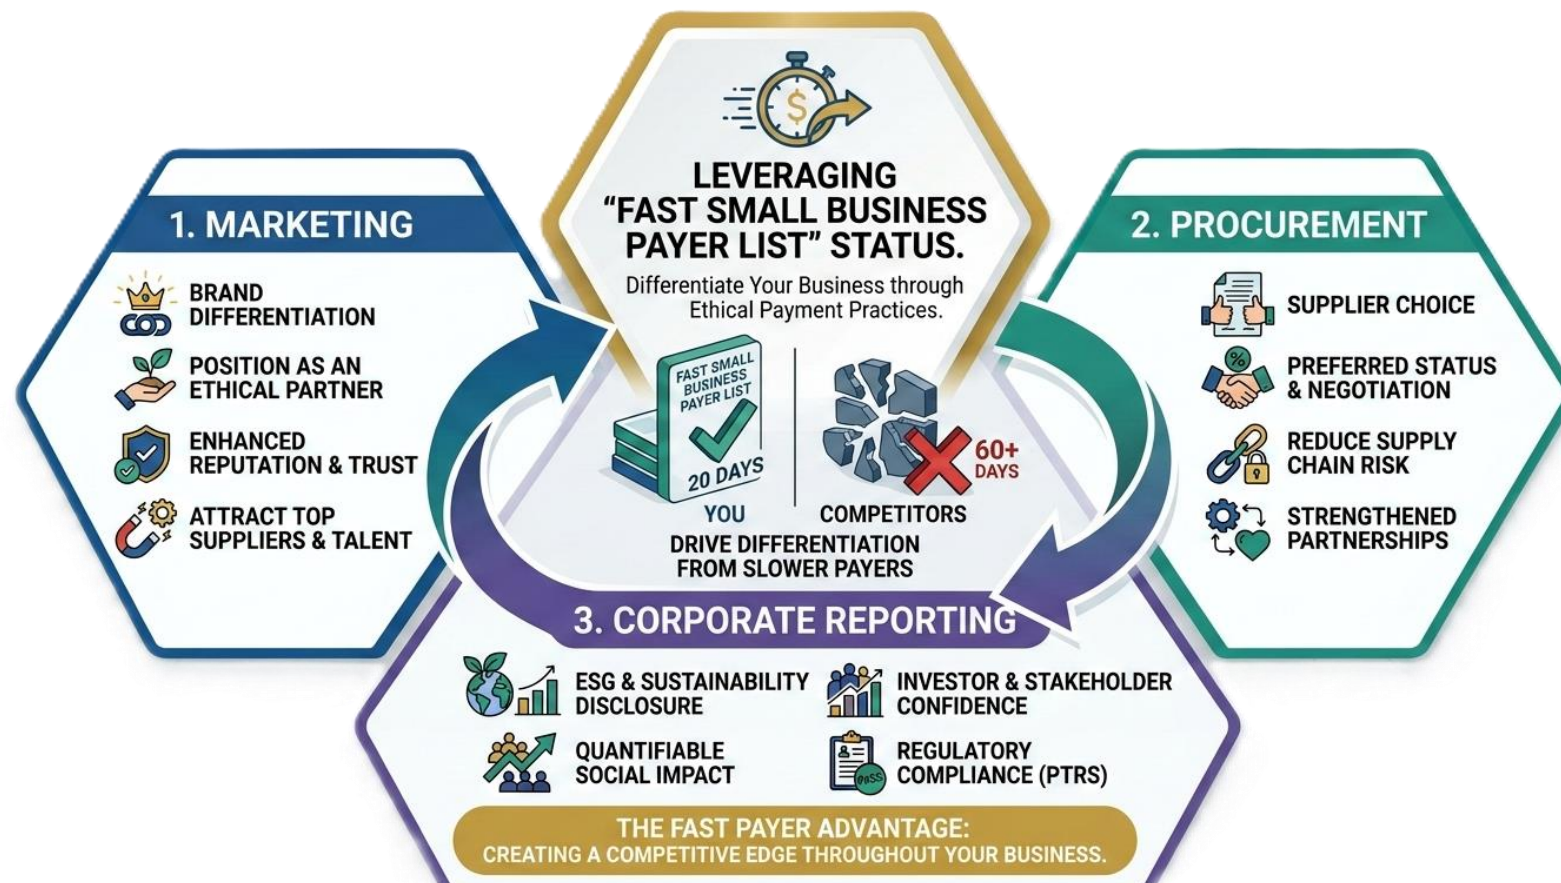 LEVERAGING
“FAST SMALL BUSINESS
PAYER LIST” STATUS.
Differentiate Your Business through
Ethical Payment Practices.
FAST SMALL
BUSINESS
PAYER LIST
20 DAYS
YOU
60+
DAYS
COMPETITORS
DRIVE DIFFERENTIATION
FROM SLOWER PAYERS
1. MARKETING
BRAND
DIFFERENTIATION
POSITION AS AN
ETHICAL PARTNER
ENHANCED
REPUTATION & TRUST
ATTRACT TOP
SUPPLIERS & TALENT
2. PROCUREMENT
SUPPLIER CHOICE
%
PREFERRED STATUS
& NEGOTIATION
REDUCE SUPPLY
CHAIN RISK
STRENGTHENED
PARTNERSHIPS
3. CORPORATE REPORTING
ESG & SUSTAINABILITY
DISCLOSURE
INVESTOR & STAKEHOLDER
CONFIDENCE
QUANTIFIABLE
SOCIAL IMPACT
REGULATORY
COMPLIANCE (PTRS)
THE FAST PAYER ADVANTAGE:
CREATING A COMPETITIVE EDGE THROUGHOUT YOUR BUSINESS.